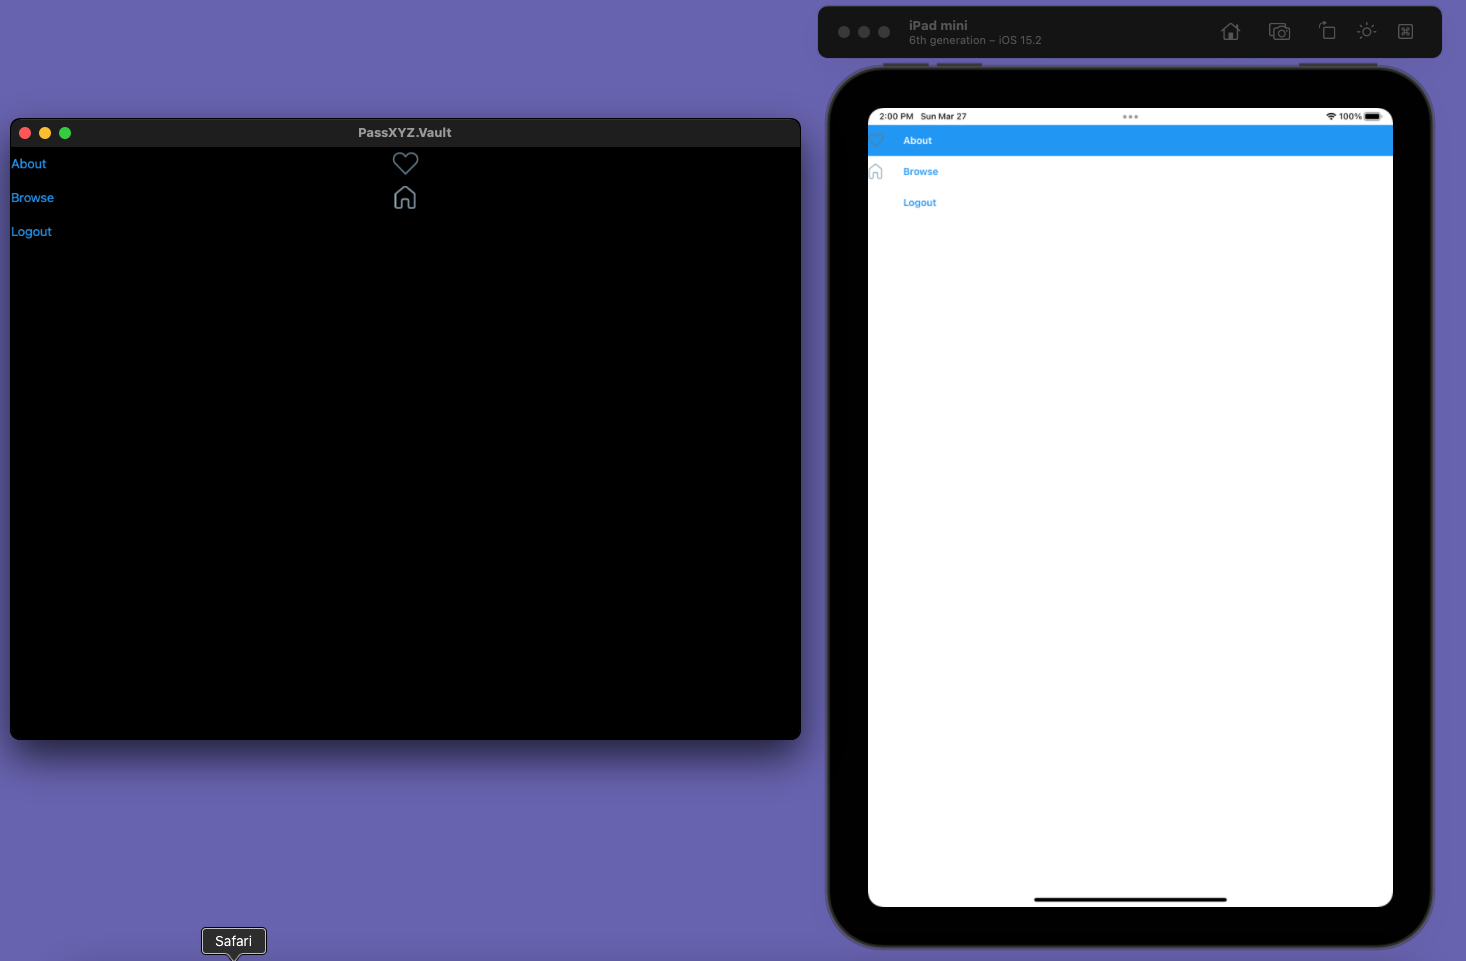 PassXYZ.Vault
About
Browse
Logout
iPad mini
6th generation – iOS 15.2
2:00 PM Sun Mar 27
100%
About
Browse
Logout
Safari